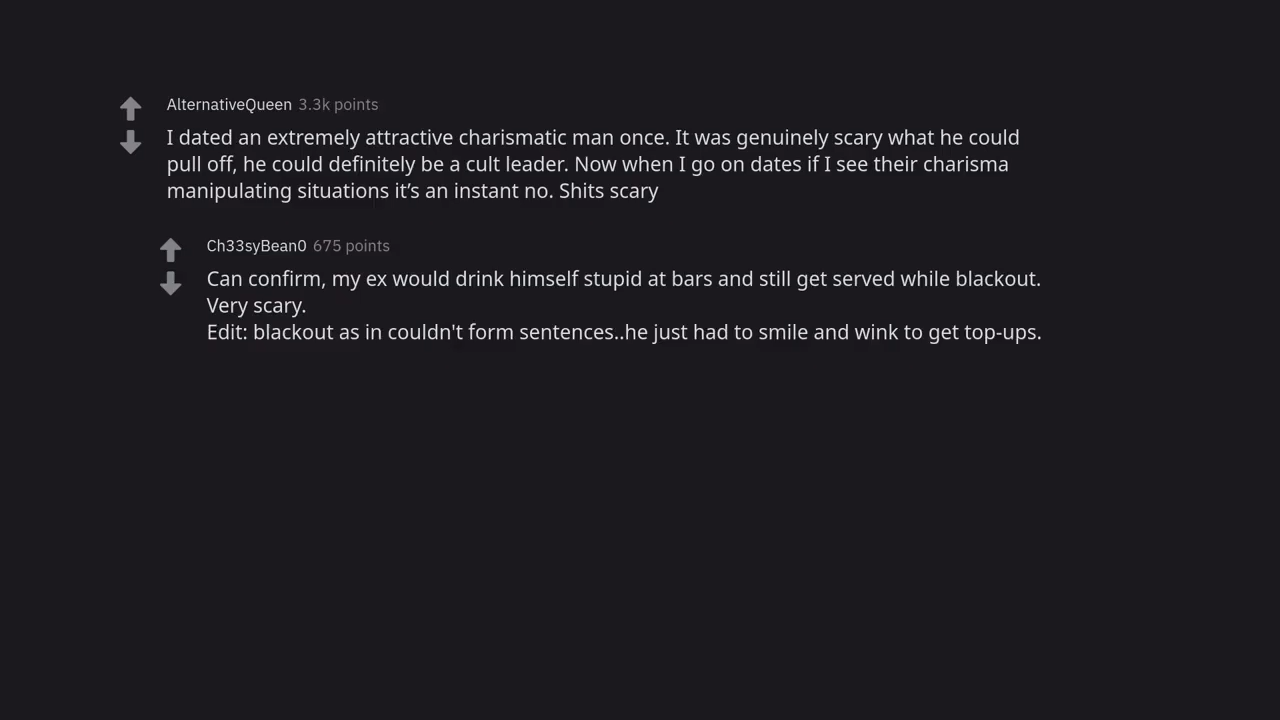 AlternativeQueen 3.3k points
I dated an extremely attractive charismatic man once. It was genuinely scary what he could
pull off, he could definitely be a cult leader. Now when I go on dates if I see their charisma
manipulating situations it’s an instant no. Shits scary
Ch33syBean0 675 points
Can confirm, my ex would drink himself stupid at bars and still get served while blackout.
Very scary.
Edit: blackout as in couldn't form sentences..he just had to smile and wink to get top-ups.